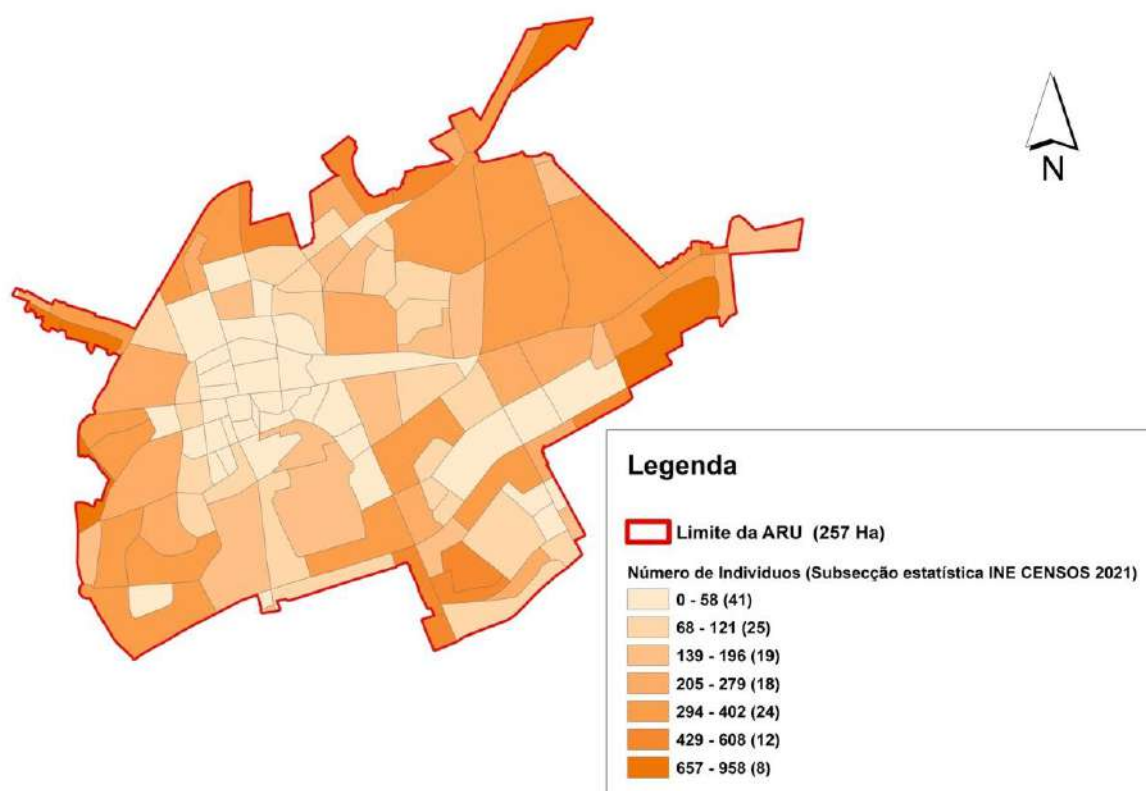 N
Legenda
Limite da ARU (257 Ha)
Número de Individuos (Subsecção estatística INE CENSOS 2021)
0 - 58 (41)
68 - 121 (25)
139 - 196 (19)
205 - 279 (18)
294 - 402 (24)
429 - 608 (12)
657 - 958 (8)